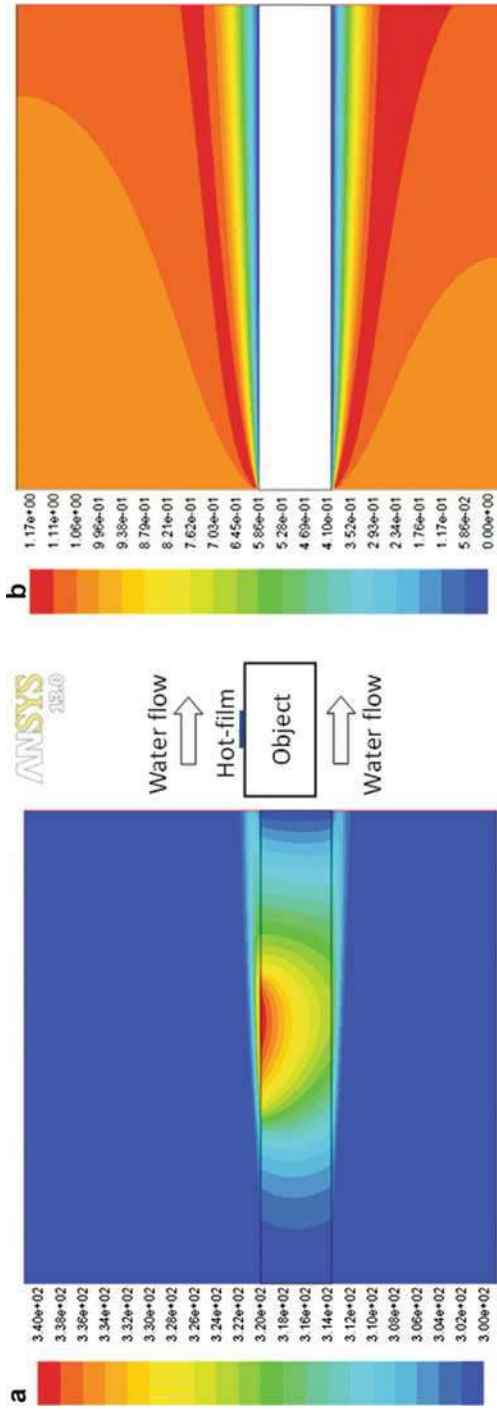 a
3.40e+02
3.38e+02
3.36e+02
3.34e+02
3.32e+02
3.30e+02
3.28e+02
3.26e+02
3.24e+02
3.22e+02
3.20e+02
3.18e+02
3.16e+02
3.14e+02
3.12e+02
3.10e+02
3.08e+02
3.06e+02
3.04e+02
3.02e+02
3.00e+02
ANSYS
13.0
Water flow
Hot-film
Object
Water flow
b
1.17e+00
1.11e+00
1.06e+00
9.96e-01
9.38e-01
8.79e-01
8.21e-01
7.62e-01
7.03e-01
6.45e-01
5.86e-01
5.28e-01
4.69e-01
4.10e-01
3.52e-01
2.93e-01
2.34e-01
1.76e-01
1.17e-01
5.86e-02
0.00e+00